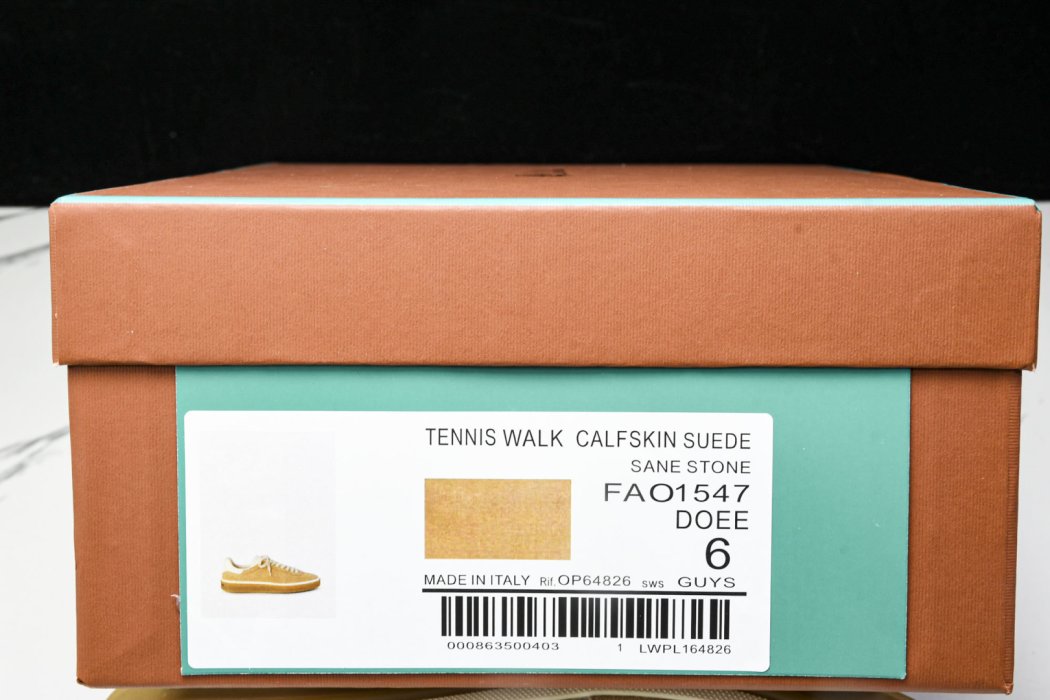 TENNIS WALK CALFSKIN SUEDE
SANE STONE
FAO1547
DOEE
6
MADE IN ITALY Rif.OP64826 sws GUYS
000863500403 1 LWPL164826